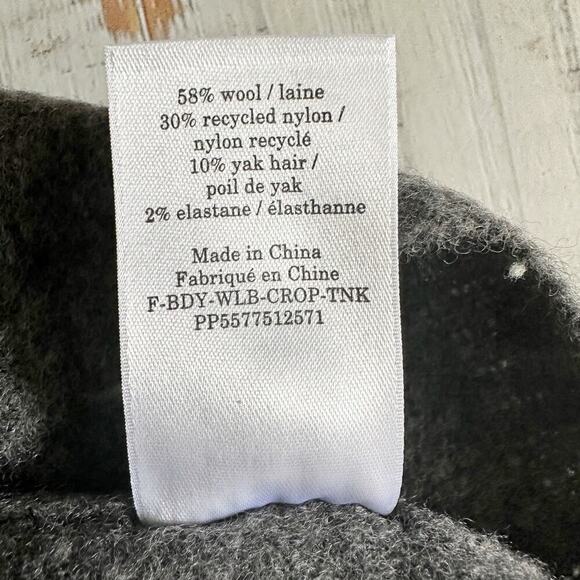 58% wool / laine
30% recycled nylon /
nylon recyclé
10% yak hair /
poil de yak
2% elastane / élasthanne
Made in China
Fabriqué en Chine
F-BDY-WLB-CROP-TNK
PP5577512571